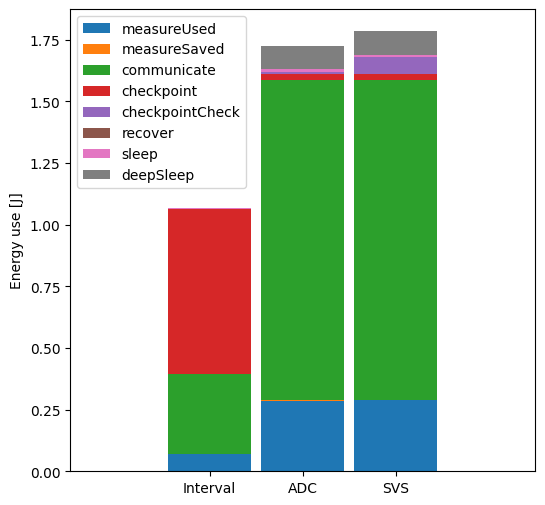 measureUsed
measureSaved
communicate
checkpoint
checkpointCheck
recover
sleep
deepSleep
Energy use [J]
1.75
1.50
1.25
1.00
0.75
0.50
0.25
0.00
Interval ADC SVS